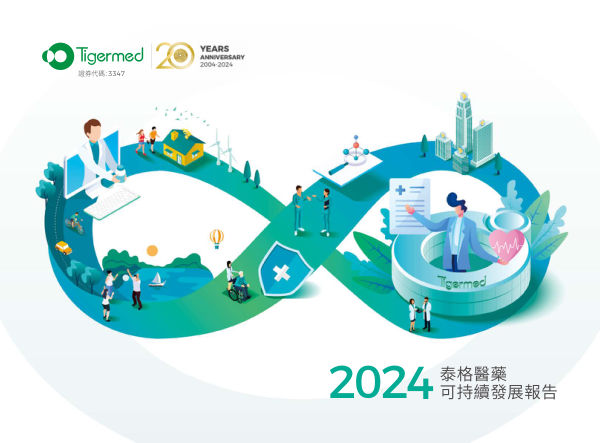 Tigermed
證券代碼: 3347
20 YEARS
ANNIVERSARY
2004-2024
Tigermed
2024 泰格醫藥
可持續發展報告